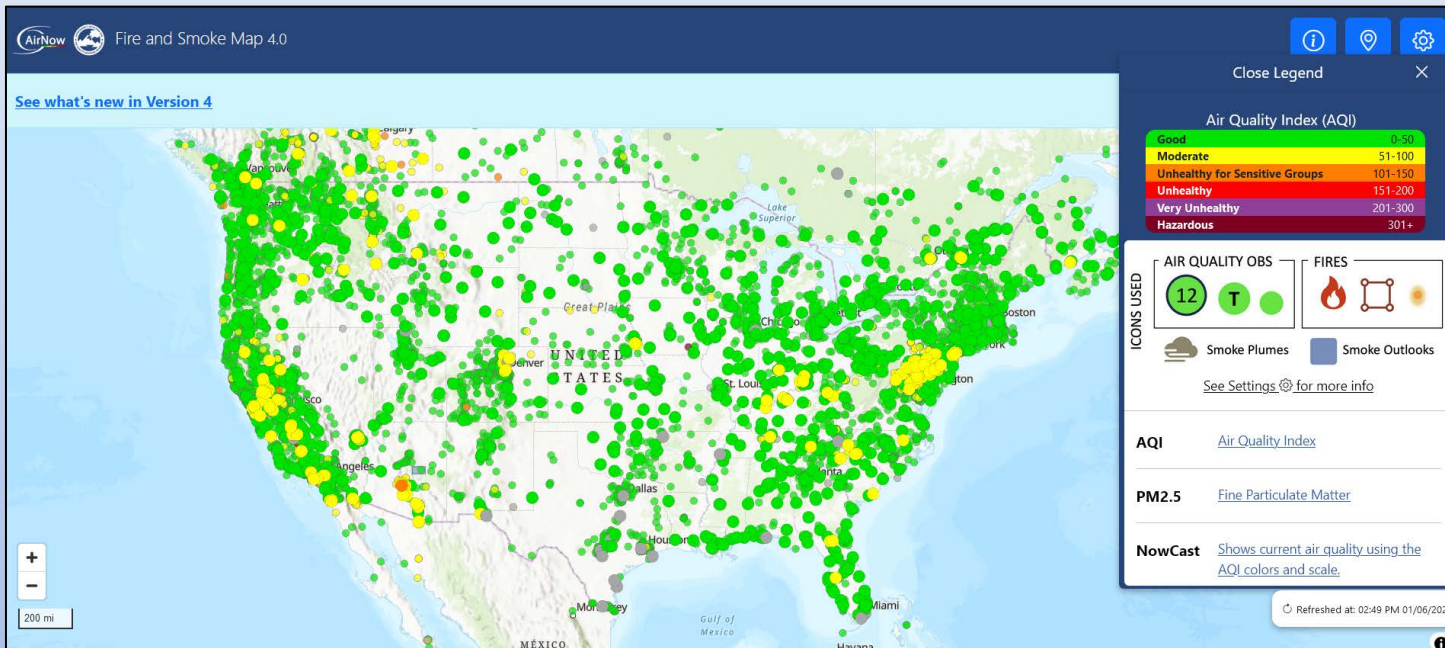 AirNow
Fire and Smoke Map 4.0
Close Legend
See what's new in Version 4
Air Quality Index (AQI)
Good 0-50
Moderate 51-100
Unhealthy for Sensitive Groups 101-150
Unhealthy 151-200
Very Unhealthy 201-300
Hazardous 301+
ICONS USED
AIR QUALITY OBS
FIRES
12
T
Smoke Plumes
Smoke Outlooks
See Settings for more info
AQI Air Quality Index
PM2.5 Fine Particulate Matter
NowCast Shows current air quality using the
AQI colors and scale.
Calgary
Vancouver
Lake
Superior
Great Plains
Boston
Denver
UNITED
STATES
St. Louis
Angeles
Dallas
Miami
Gulf of
Mexico
MÉXICO
Havana
+
−
200 mi
Refreshed at: 02:49 PM 01/06/202